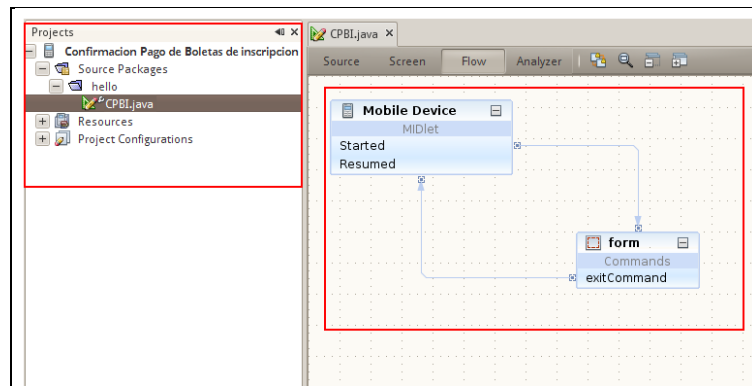 Projects
Confirmacion Pago de Boletas de inscripcion
Source Packages
hello
CPBI.java
Resources
Project Configurations
CPBI.java
Source Screen Flow Analyzer
Mobile Device
MIDlet
Started
Resumed
form
Commands
exitCommand